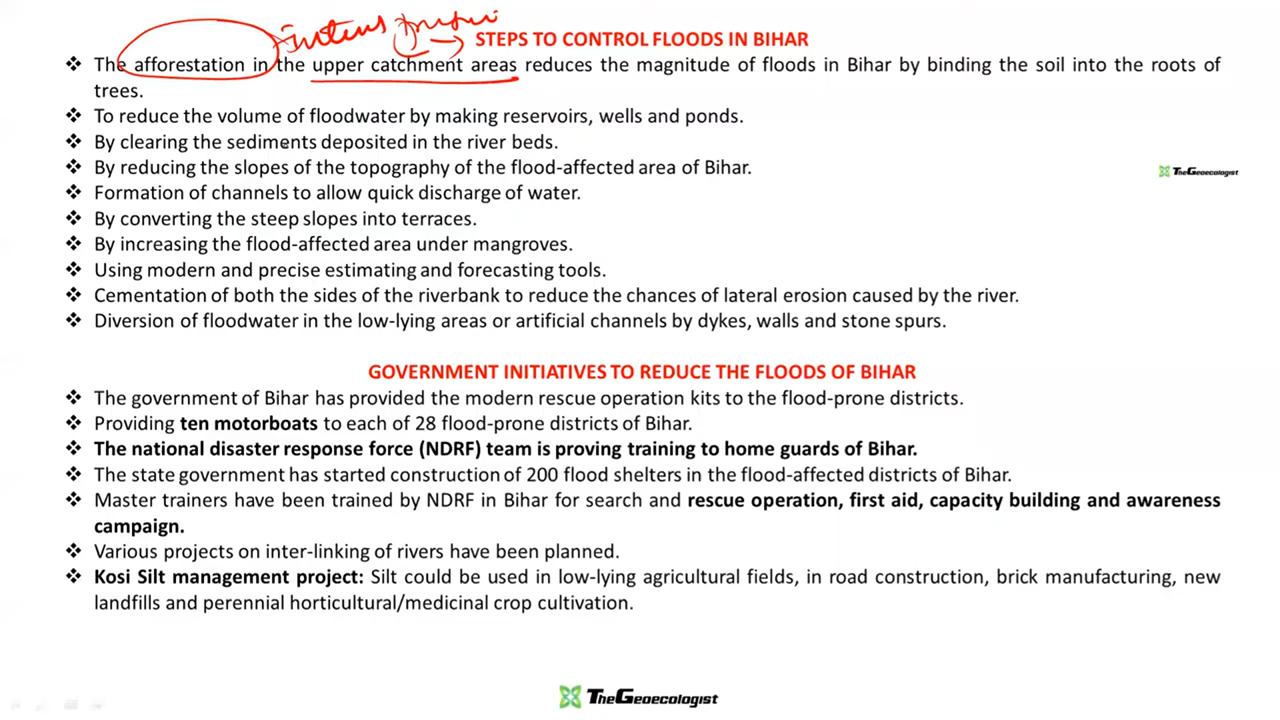 STEPS TO CONTROL FLOODS IN BIHAR
❖ The afforestation in the upper catchment areas reduces the magnitude of floods in Bihar by binding the soil into the roots of
trees.
❖ To reduce the volume of floodwater by making reservoirs, wells and ponds.
❖ By clearing the sediments deposited in the river beds.
❖ By reducing the slopes of the topography of the flood-affected area of Bihar.
TheGeoecologist
❖ Formation of channels to allow quick discharge of water.
❖ By converting the steep slopes into terraces.
❖ By increasing the flood-affected area under mangroves.
❖ Using modern and precise estimating and forecasting tools.
❖ Cementation of both the sides of the riverbank to reduce the chances of lateral erosion caused by the river.
❖ Diversion of floodwater in the low-lying areas or artificial channels by dykes, walls and stone spurs.
GOVERNMENT INITIATIVES TO REDUCE THE FLOODS OF BIHAR
❖ The government of Bihar has provided the modern rescue operation kits to the flood-prone districts.
❖ Providing ten motorboats to each of 28 flood-prone districts of Bihar.
❖ The national disaster response force (NDRF) team is proving training to home guards of Bihar.
❖ The state government has started construction of 200 flood shelters in the flood-affected districts of Bihar.
❖ Master trainers have been trained by NDRF in Bihar for search and rescue operation, first aid, capacity building and awareness
campaign.
❖ Various projects on inter-linking of rivers have been planned.
❖ Kosi Silt management project: Silt could be used in low-lying agricultural fields, in road construction, brick manufacturing, new
landfills and perennial horticultural/medicinal crop cultivation.
TheGeoecologist